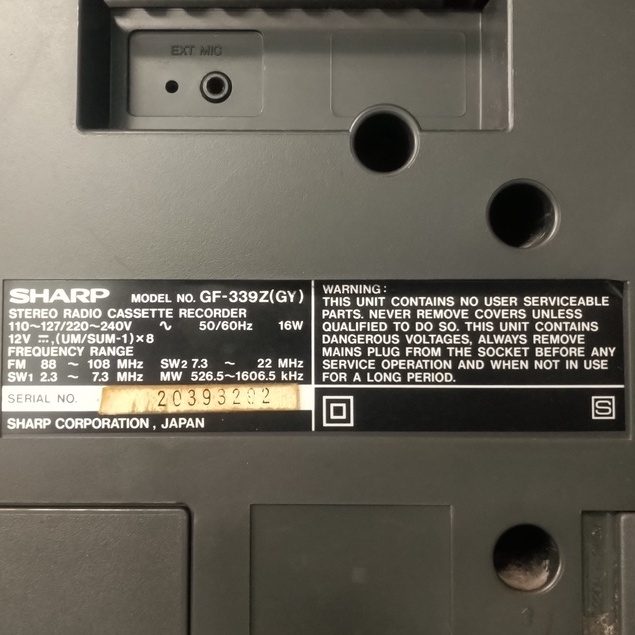 EXT MIC
SHARP MODEL NO. GF-339Z(GY)
STEREO RADIO CASSETTE RECORDER
110~127/220~240V ∿ 50/60Hz 16W
12V ⎓,(UM/SUM-1)×8
FREQUENCY RANGE
FM 88 ~ 108 MHz SW2 7.3 ~ 22 MHz
SW1 2.3 ~ 7.3 MHz MW 526.5~1606.5 kHz
SERIAL NO. 20393202
SHARP CORPORATION, JAPAN
WARNING:
THIS UNIT CONTAINS NO USER SERVICEABLE
PARTS. NEVER REMOVE COVERS UNLESS
QUALIFIED TO DO SO. THIS UNIT CONTAINS
DANGEROUS VOLTAGES, ALWAYS REMOVE
MAINS PLUG FROM THE SOCKET BEFORE ANY
SERVICE OPERATION AND WHEN NOT IN USE
FOR A LONG PERIOD.
S